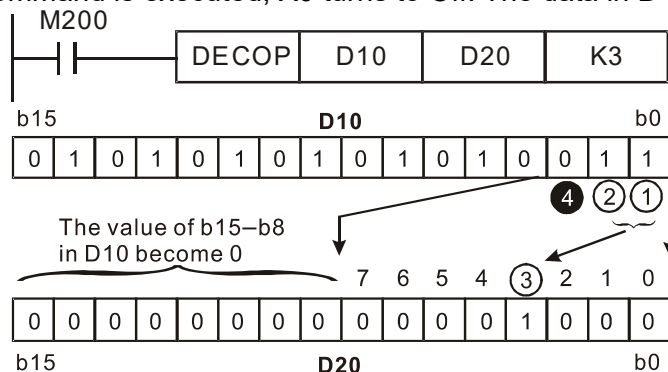 command is executed, turns to The data in D
M200
DECOP D10 D20 K3
b15 D10 b0
0 1 0 1 0 1 0 1 0 1 0 1 0 0 1 1
4 2 1
The value of b15–b8
in D10 become 0
7 6 5 4 3 2 1 0
0 0 0 0 0 0 0 0 0 0 0 0 1 0 0 0
b15 D20 b0